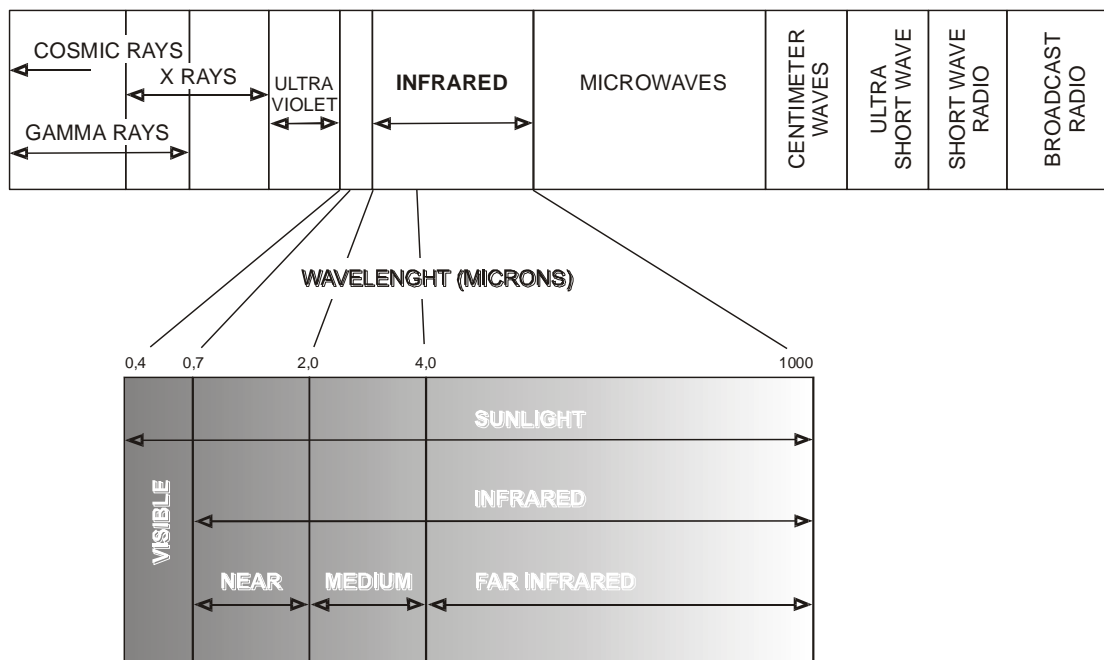 COSMIC RAYS
X RAYS
GAMMA RAYS
ULTRA
VIOLET
INFRARED
MICROWAVES
CENTIMETER
WAVES
ULTRA
SHORT WAVE
SHORT WAVE
RADIO
BROADCAST
RADIO
WAVELENGHT (MICRONS)
0,4
0,7
2,0
4,0
1000
SUNLIGHT
INFRARED
VISIBLE
NEAR
MEDIUM
FAR INFRARED